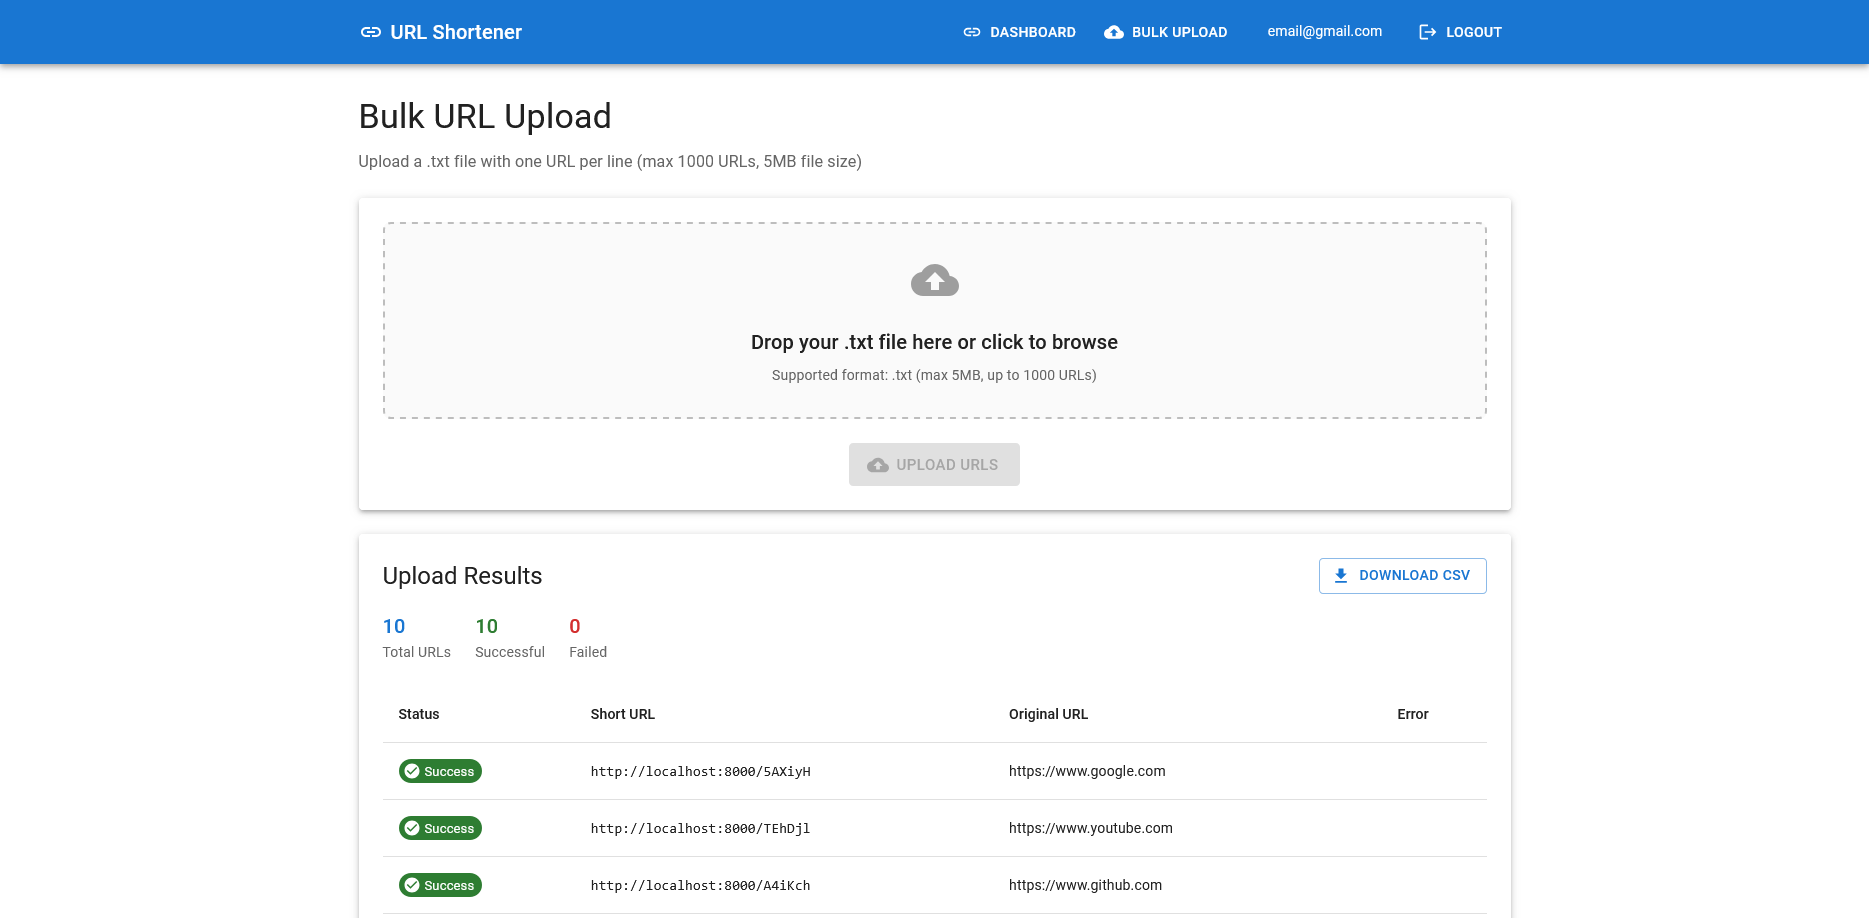 URL Shortener DASHBOARD BULK UPLOAD email@gmail.com LOGOUT
Bulk URL Upload
Upload a .txt file with one URL per line (max 1000 URLs, 5MB file size)
Drop your .txt file here or click to browse
Supported format: .txt (max 5MB, up to 1000 URLs)
UPLOAD URLS
Upload Results DOWNLOAD CSV
10 10 0
Total URLs Successful Failed
Status Short URL Original URL Error
Success http://localhost:8000/5AXiyH https://www.google.com
Success http://localhost:8000/TEhDjl https://www.youtube.com
Success http://localhost:8000/A4iKch https://www.github.com